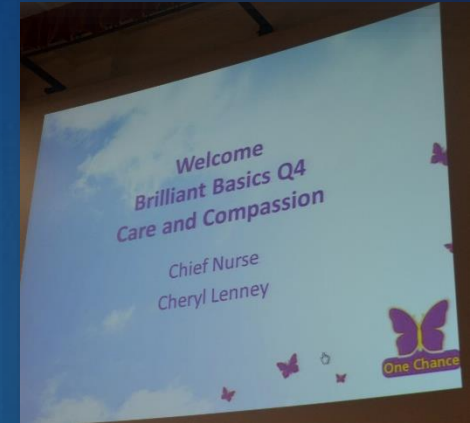 Welcome
Brilliant Basics Q4
Care and Compassion
Chief Nurse
Cheryl Lenney
One Chance